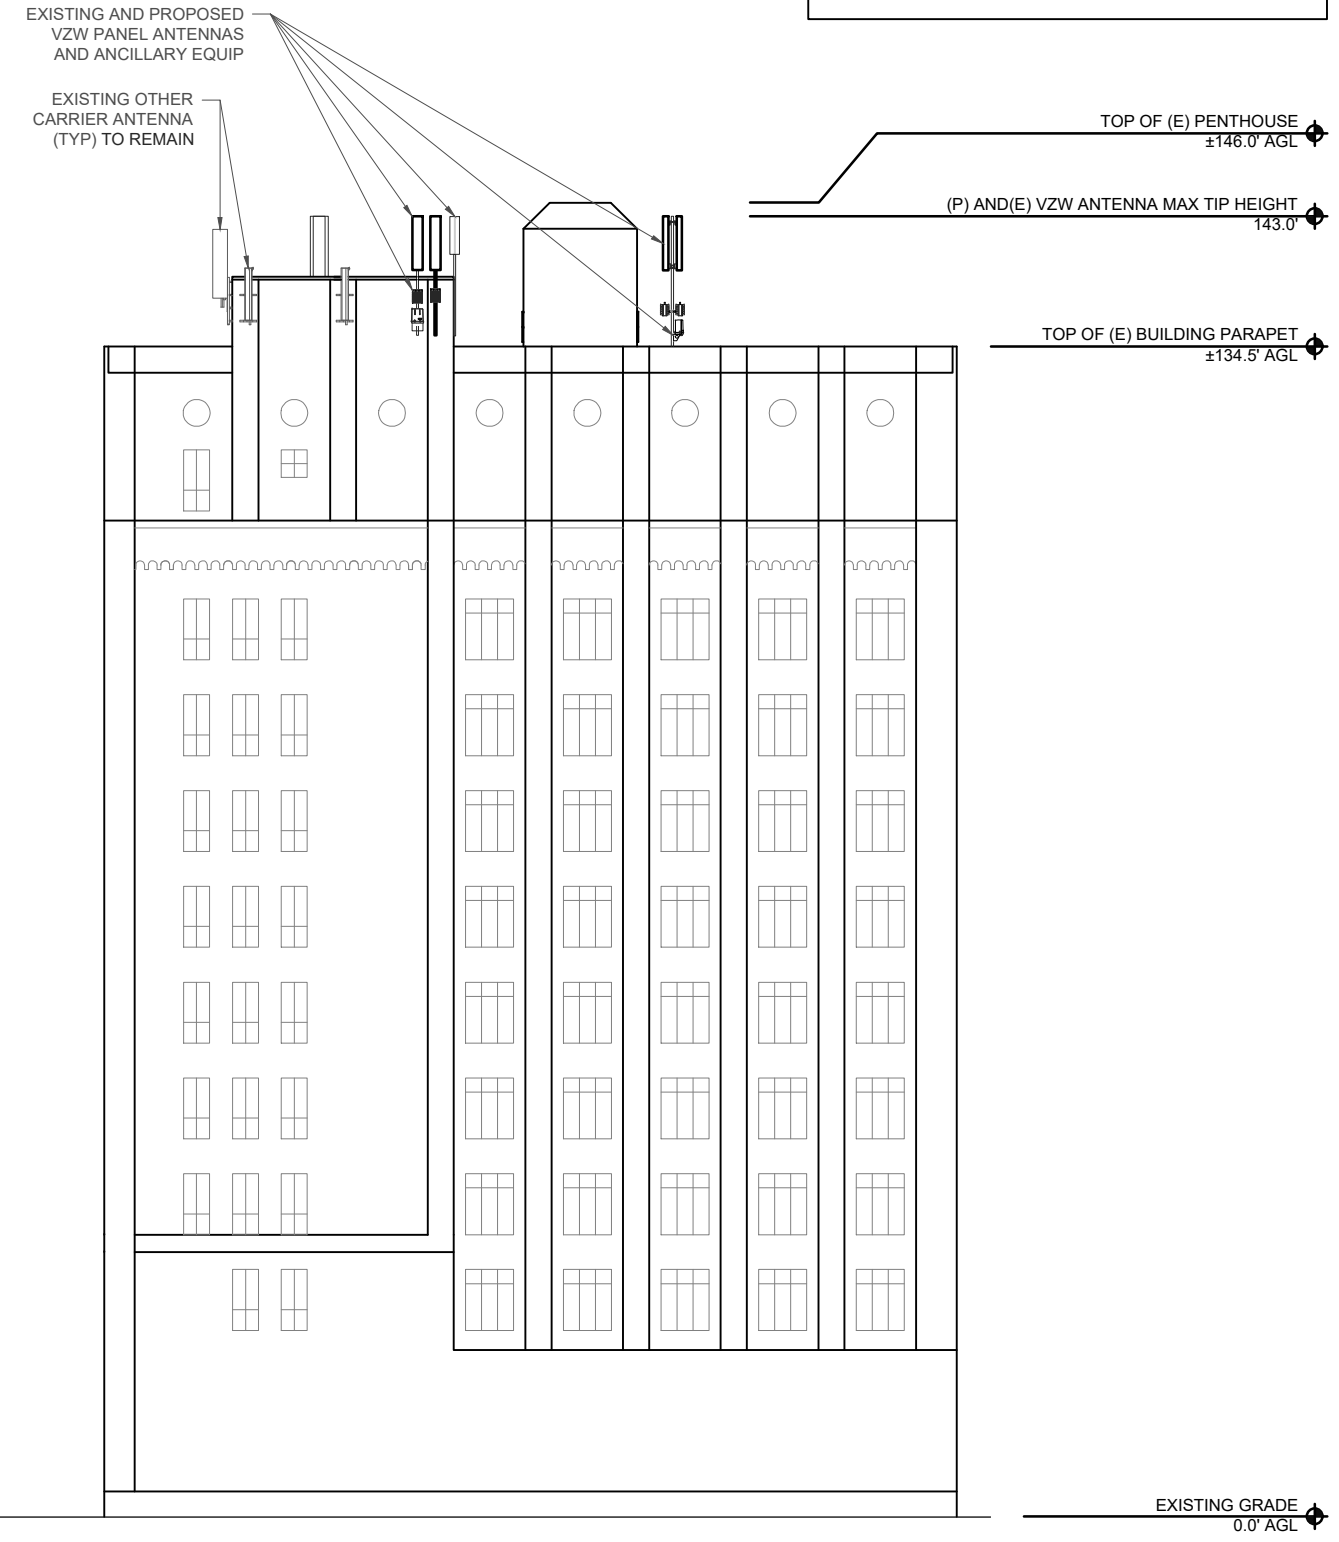 EXISTING AND PROPOSED
VZW PANEL ANTENNAS
AND ANCILLARY EQUIP
EXISTING OTHER
CARRIER ANTENNA
(TYP) TO REMAIN
TOP OF (E) PENTHOUSE
±146.0' AGL
(P) AND(E) VZW ANTENNA MAX TIP HEIGHT
143.0'
TOP OF (E) BUILDING PARAPET
±134.5' AGL
EXISTING GRADE
0.0' AGL